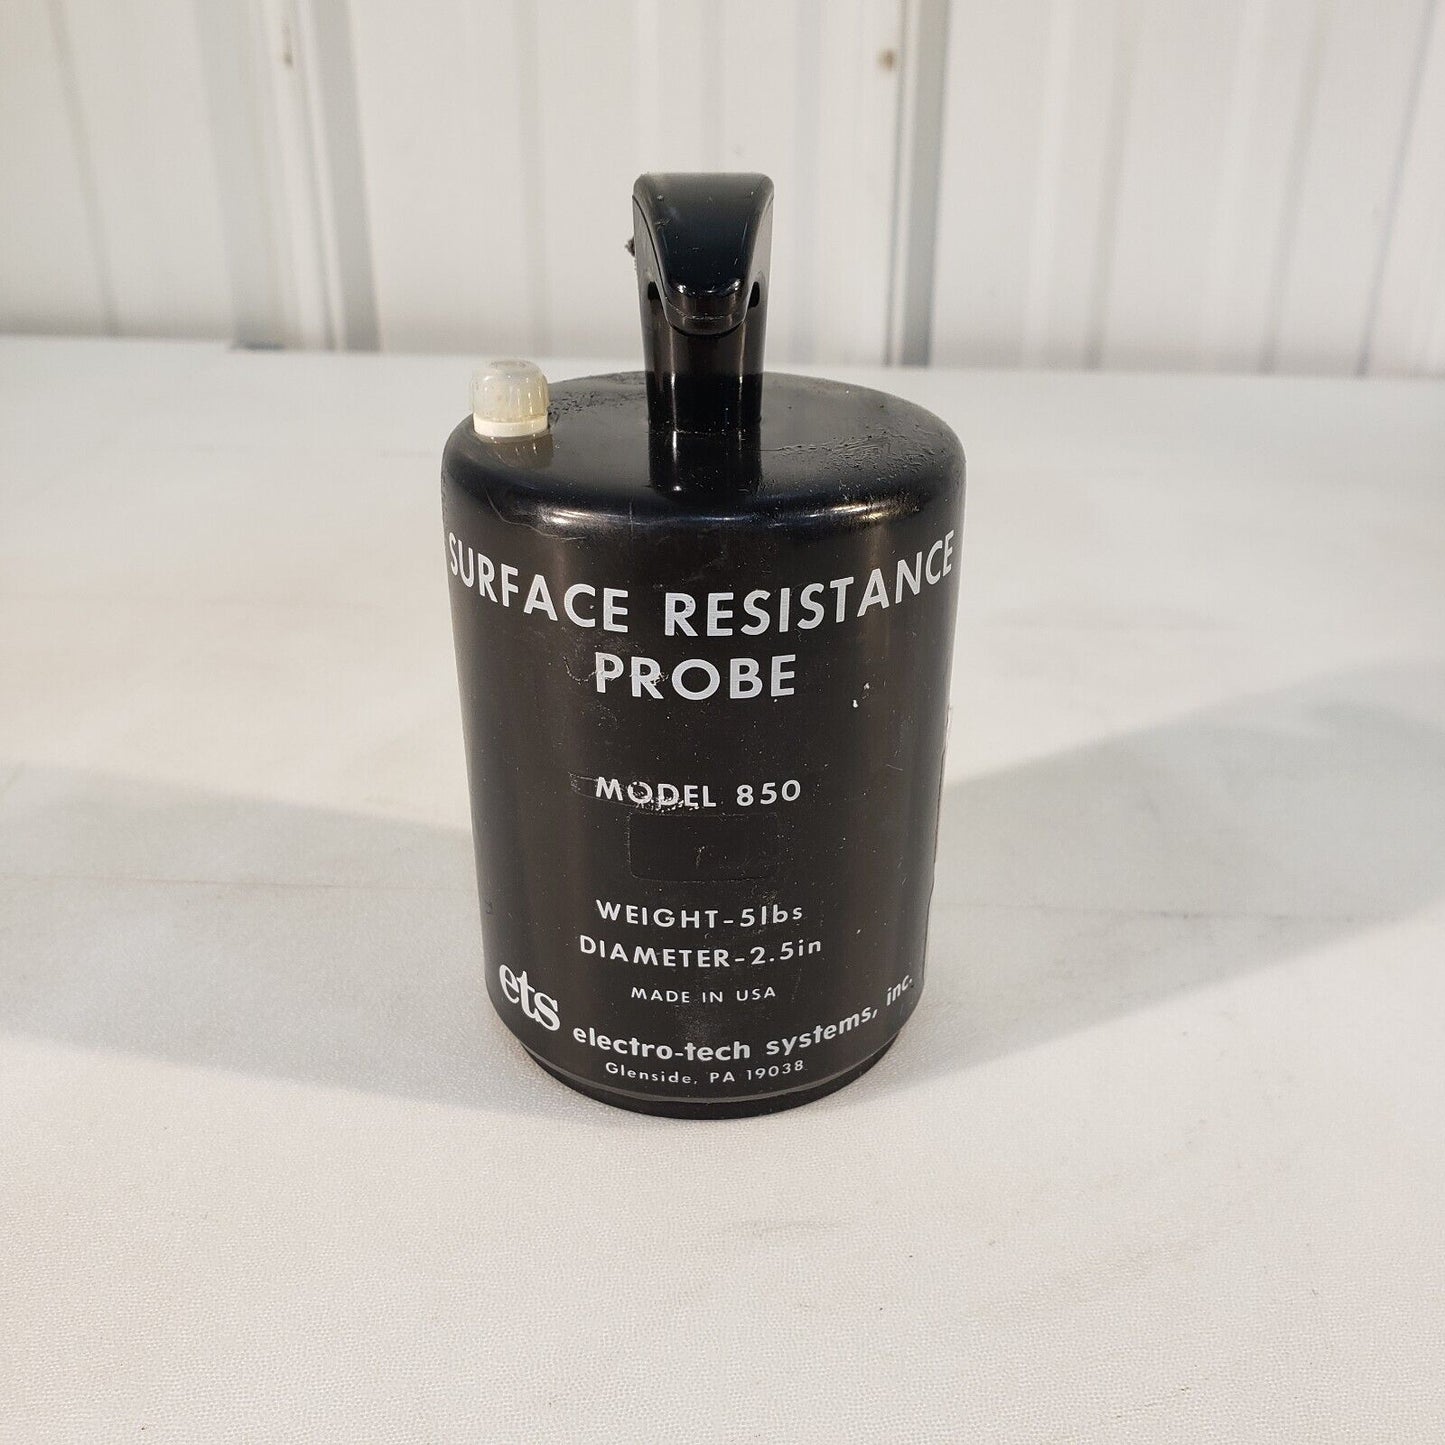 SURFACE RESISTANCE
PROBE
MODEL 850
WEIGHT-5lbs
DIAMETER-2.5in
MADE IN USA
ets electro-tech systems, inc.
Glenside, PA 19038